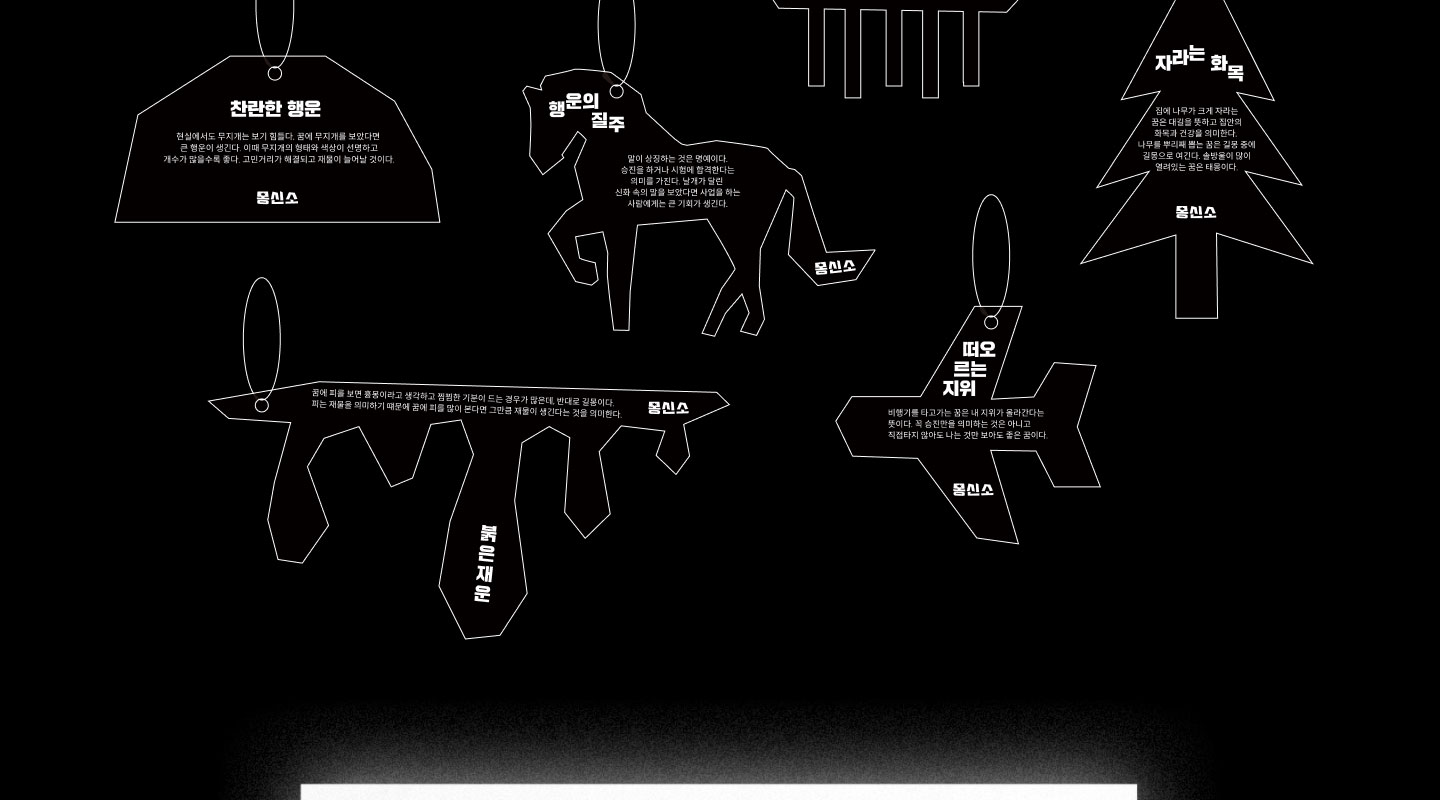 찬란한 행운
현실에서도 무지개는 보기 힘들다. 꿈에 무지개를 보았다면
큰 행운이 생긴다. 이때 무지개의 형태와 색상이 선명하고
개수가 많을수록 좋다. 고민거리가 해결되고 재물이 늘어날 것이다.
몽신소
행운의
질주
말이 상징하는 것은 명예이다.
승진을 하거나 시험에 합격한다는
의미를 가진다. 날개가 달린
신화 속의 말을 보았다면 사업을 하는
사람에게는 큰 기회가 생긴다.
몽신소
자라는 화목
집에 나무가 크게 자라는
꿈은 대길을 뜻하고 집안의
화목과 건강을 의미한다.
나무를 뿌리째 뽑는 꿈은 길몽 중에
길몽으로 여긴다. 솔방울이 많이
열려있는 꿈은 태몽이다.
몽신소
꿈에 피를 보면 흉몽이라고 생각하고 찜찜한 기분이 드는 경우가 많은데, 반대로 길몽이다.
피는 재물을 의미하기 때문에 꿈에 피를 많이 본다면 그만큼 재물이 생긴다는 것을 의미한다.
몽신소
붉은재운
떠오
르는
지위
비행기를 타고가는 꿈은 내 지위가 올라간다는
뜻이다. 꼭 승진만을 의미하는 것은 아니고
직접타지 않아도 나는 것만 보아도 좋은 꿈이다.
몽신소